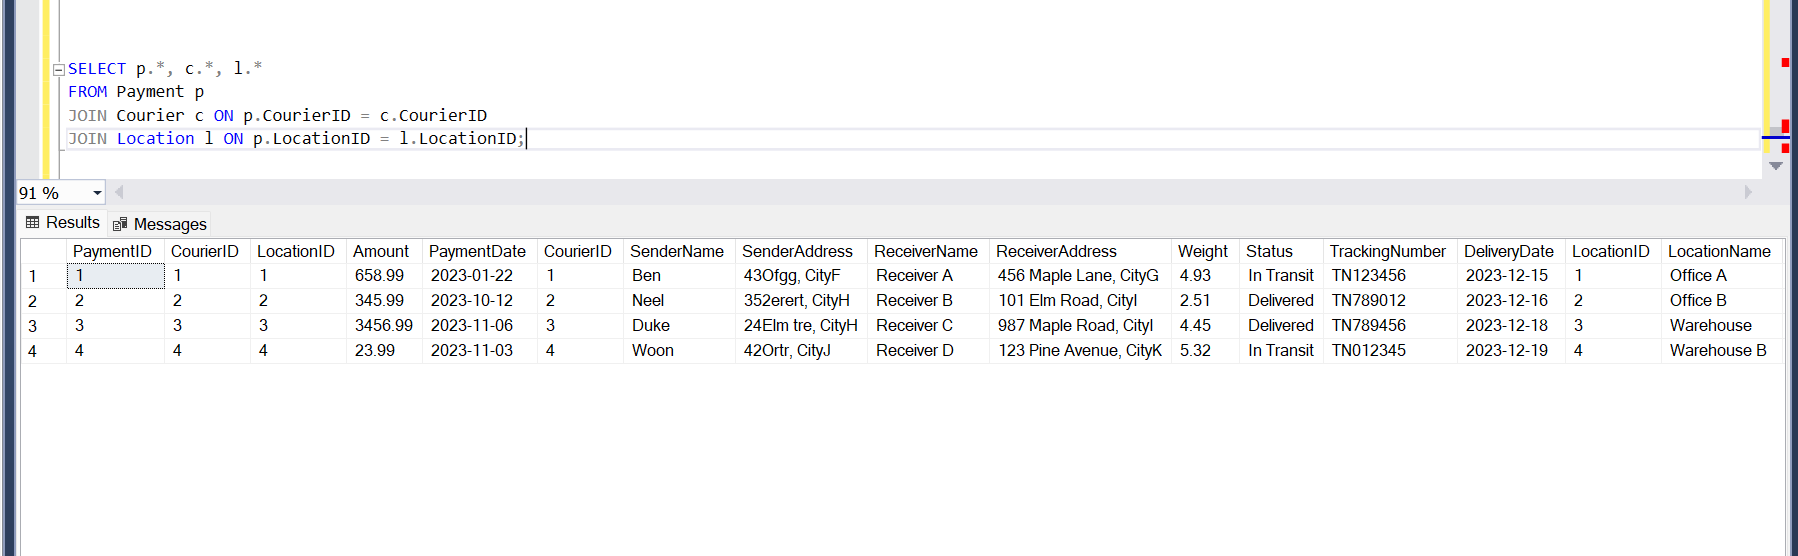 SELECT p.*, c.*, l.*
FROM Payment p
JOIN Courier c ON p.CourierID = c.CourierID
JOIN Location l ON p.LocationID = l.LocationID;
91 %
Results Messages
PaymentID CourierID LocationID Amount PaymentDate CourierID SenderName SenderAddress ReceiverName ReceiverAddress Weight Status TrackingNumber DeliveryDate LocationID LocationName
1 1 1 1 658.99 2023-01-22 1 Ben 43Ofgg, CityF Receiver A 456 Maple Lane, CityG 4.93 In Transit TN123456 2023-12-15 1 Office A
2 2 2 2 345.99 2023-10-12 2 Neel 352erert, CityH Receiver B 101 Elm Road, CityI 2.51 Delivered TN789012 2023-12-16 2 Office B
3 3 3 3 3456.99 2023-11-06 3 Duke 24Elm tre, CityH Receiver C 987 Maple Road, CityI 4.45 Delivered TN789456 2023-12-18 3 Warehouse
4 4 4 4 23.99 2023-11-03 4 Woon 42Ortr, CityJ Receiver D 123 Pine Avenue, CityK 5.32 In Transit TN012345 2023-12-19 4 Warehouse B